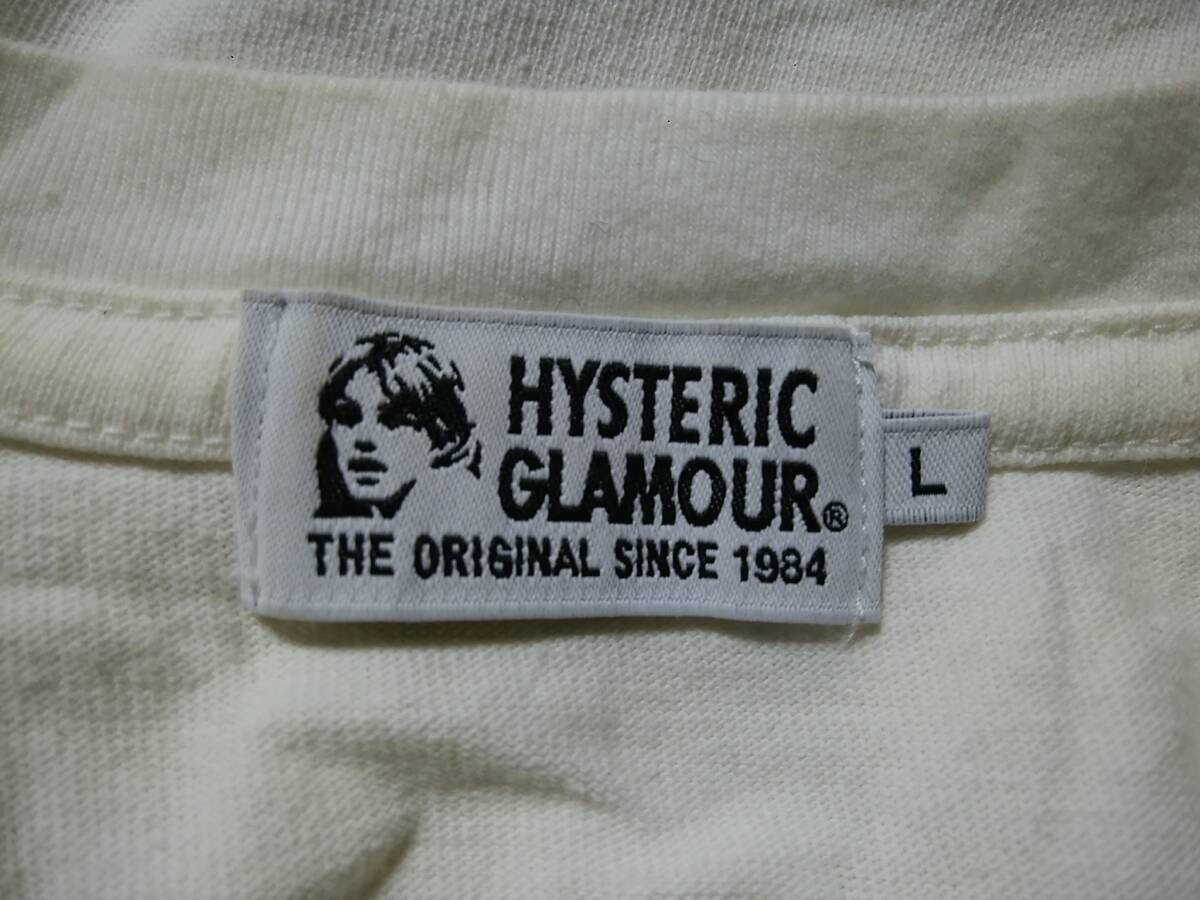 HYSTERIC
GLAMOUR®
THE ORIGINAL SINCE 1984
L